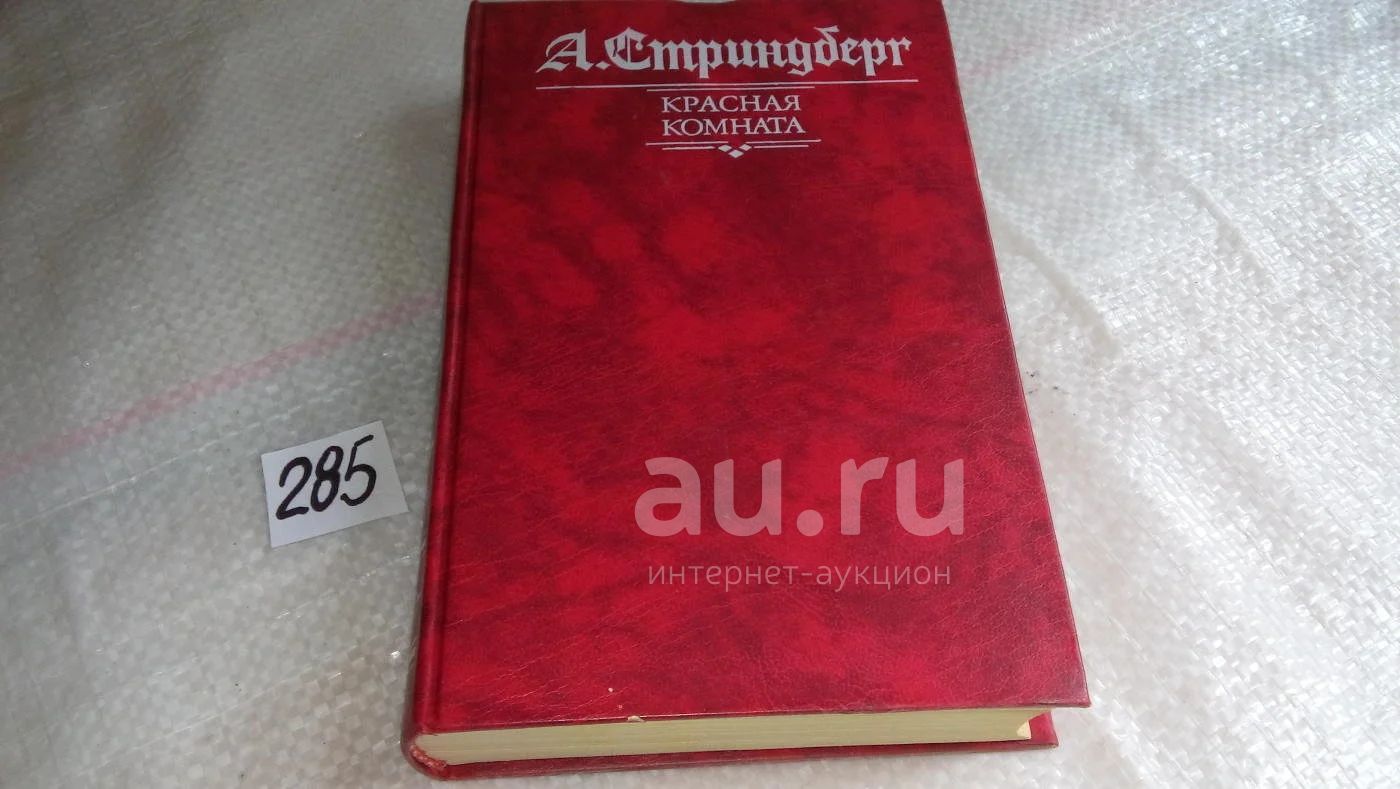 А.Стриндберг
КРАСНАЯ
КОМНАТА
285
au.ru
интернет-аукцион